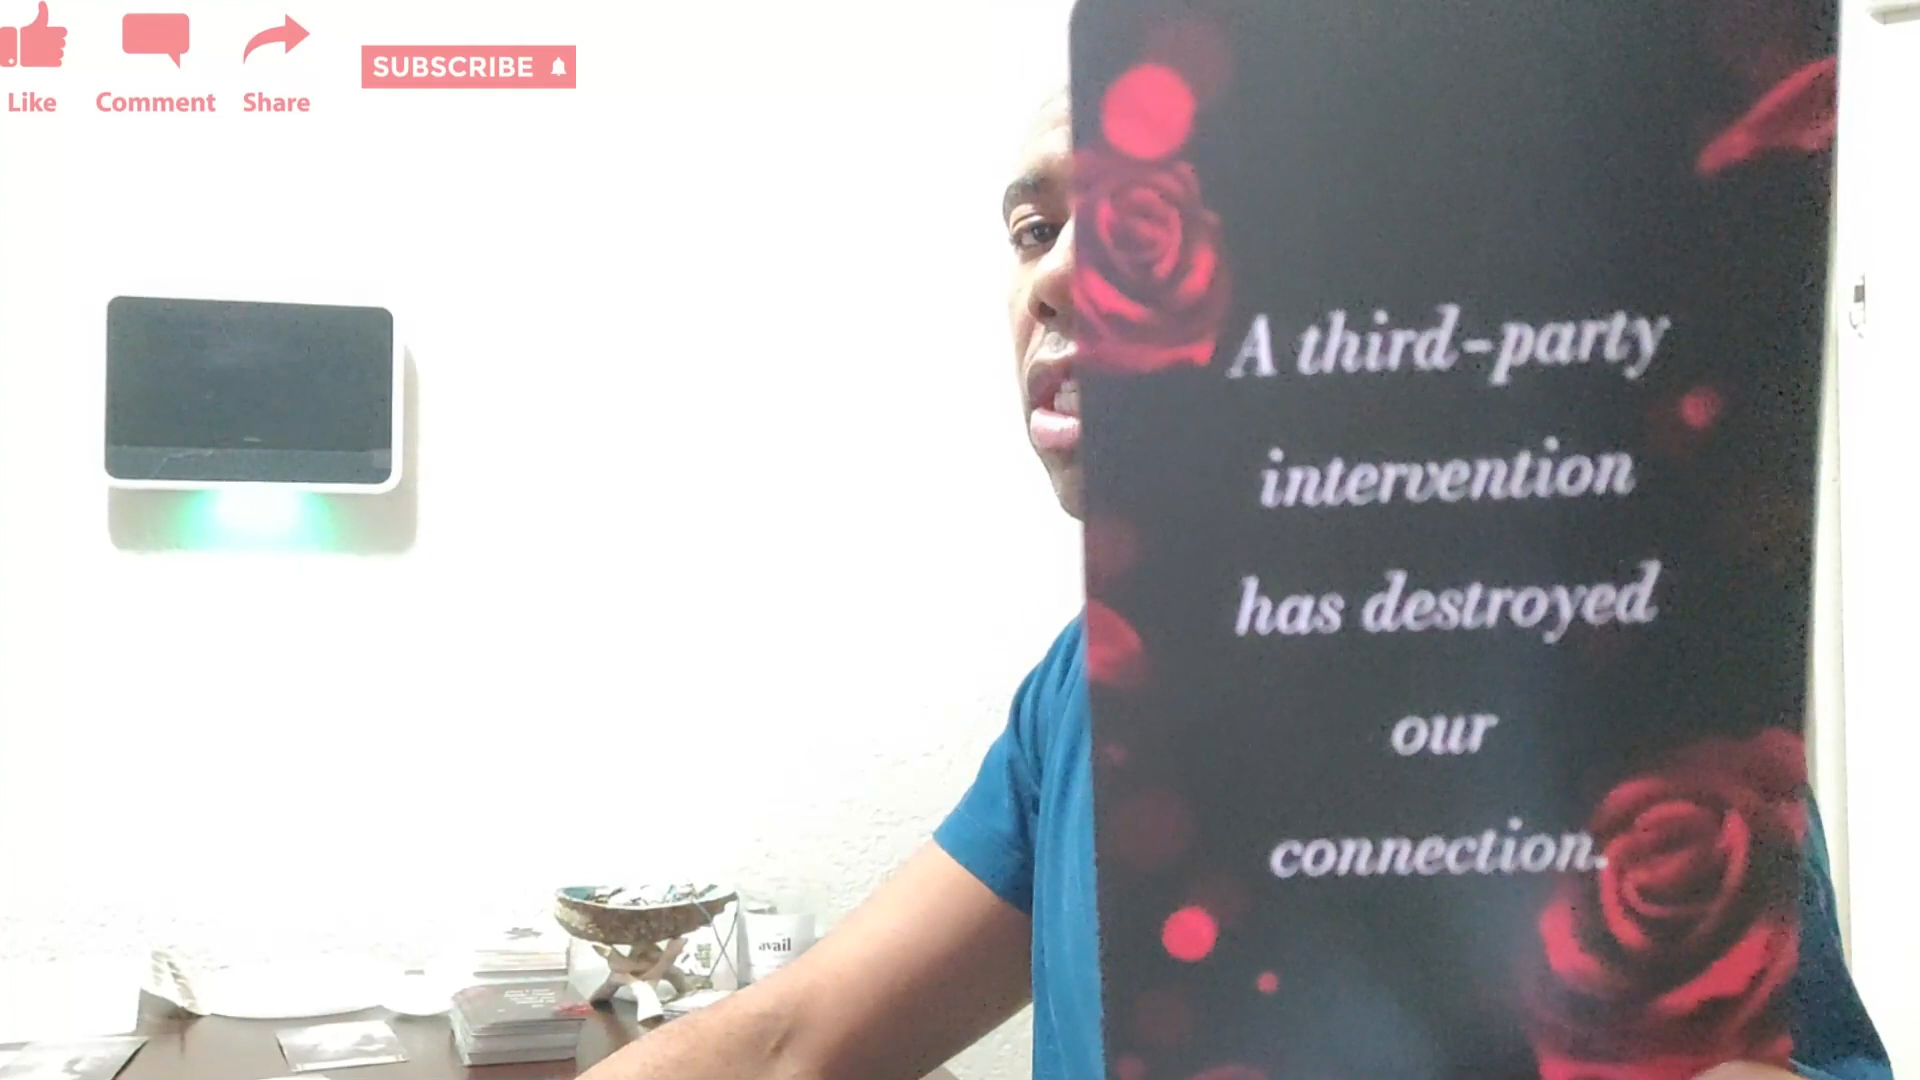 Like
Comment
Share
SUBSCRIBE
A third-party
intervention
has destroyed
our
connection.
avail